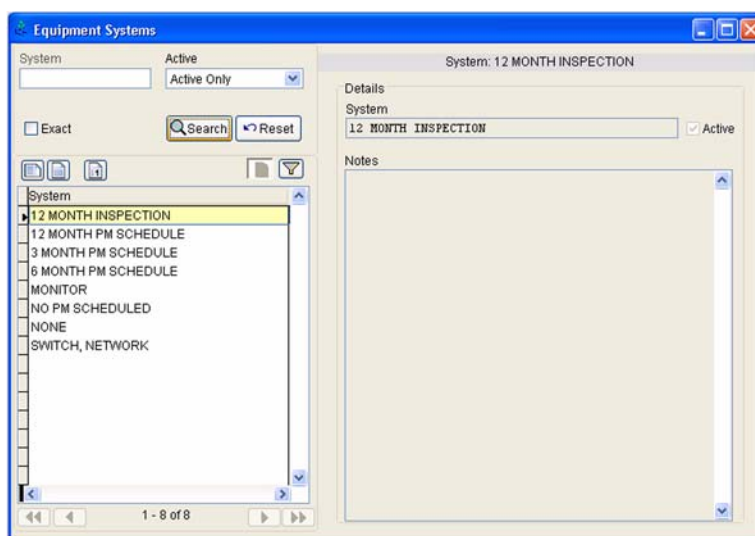 Equipment Systems
System
Active
Active Only
Exact
Search
Reset
System
12 MONTH INSPECTION
12 MONTH PM SCHEDULE
3 MONTH PM SCHEDULE
6 MONTH PM SCHEDULE
MONITOR
NO PM SCHEDULED
NONE
SWITCH, NETWORK
1 - 8 of 8
System: 12 MONTH INSPECTION
Details
System
12 MONTH INSPECTION
Active
Notes